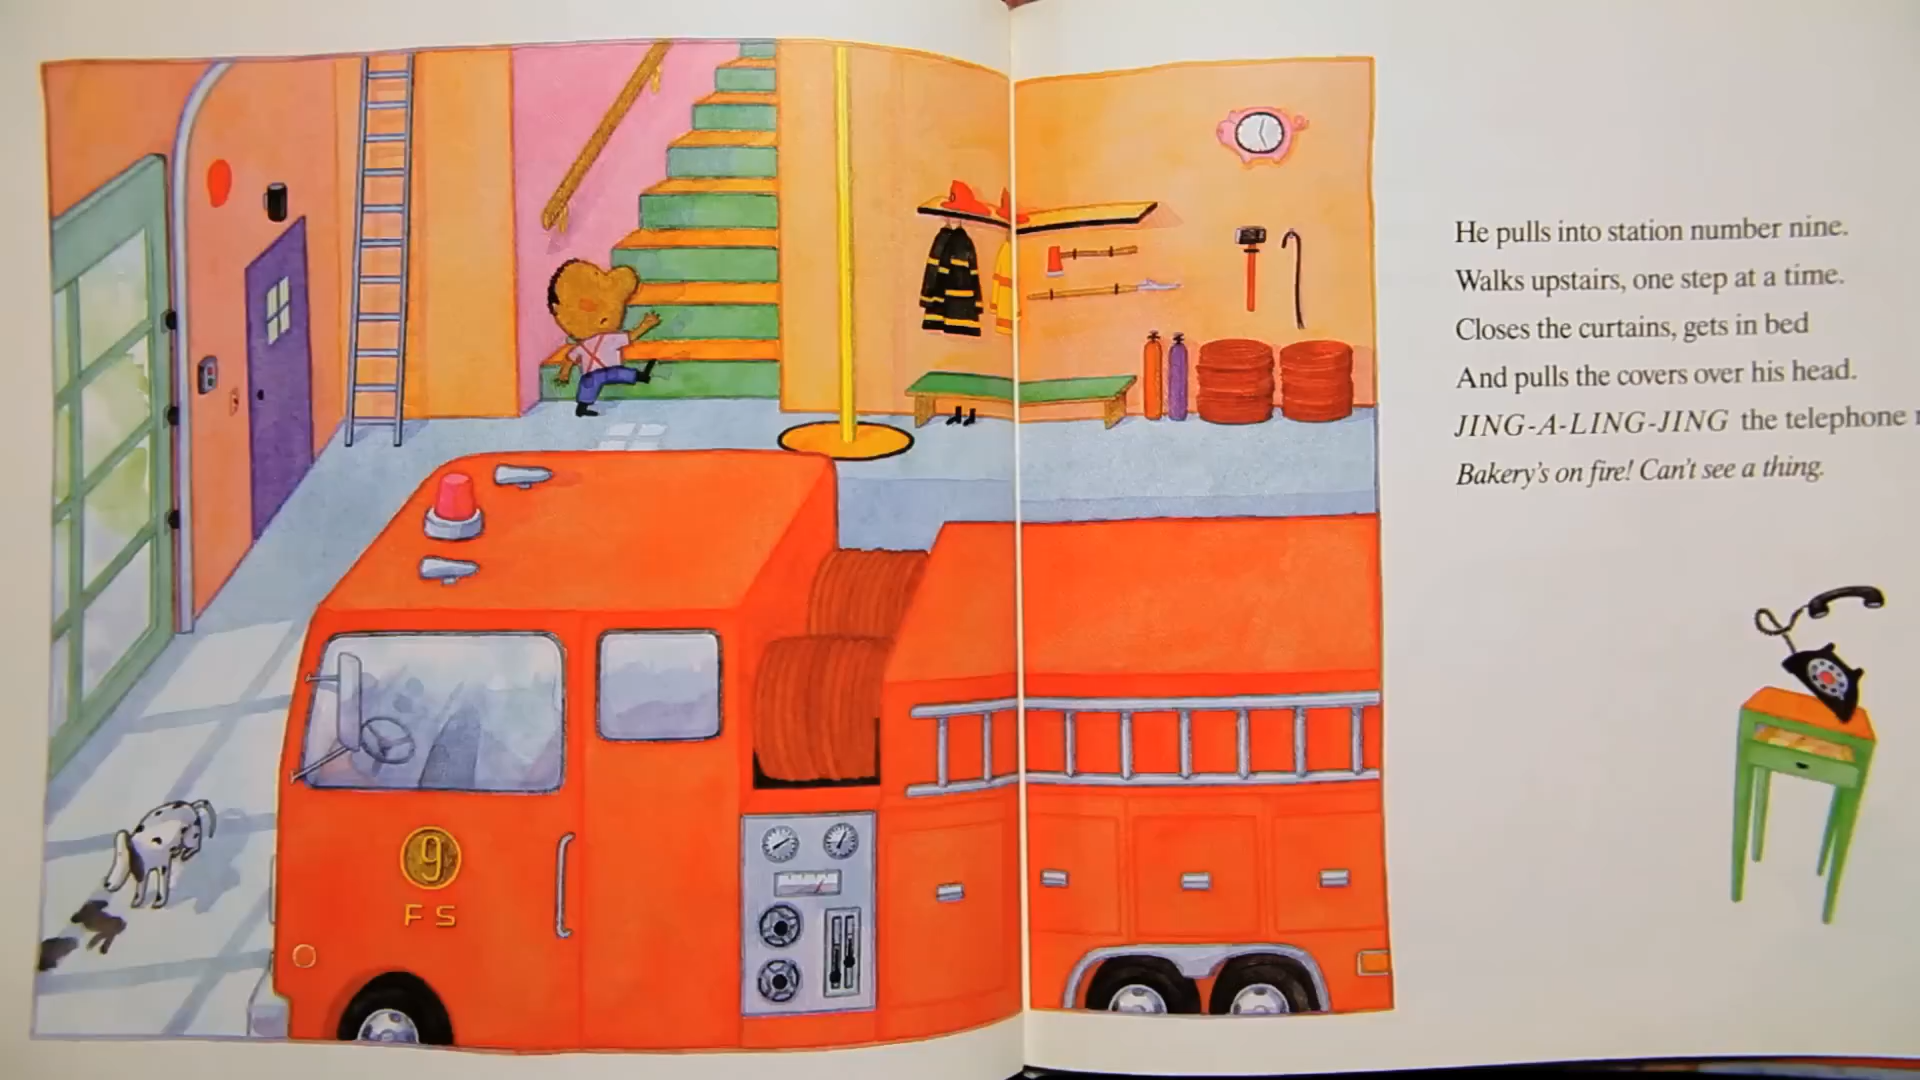 He pulls into station number nine.
Walks upstairs, one step at a time.
Closes the curtains, gets in bed
And pulls the covers over his head.
JING-A-LING-JING the telephone
Bakery's on fire! Can't see a thing.
9
FS